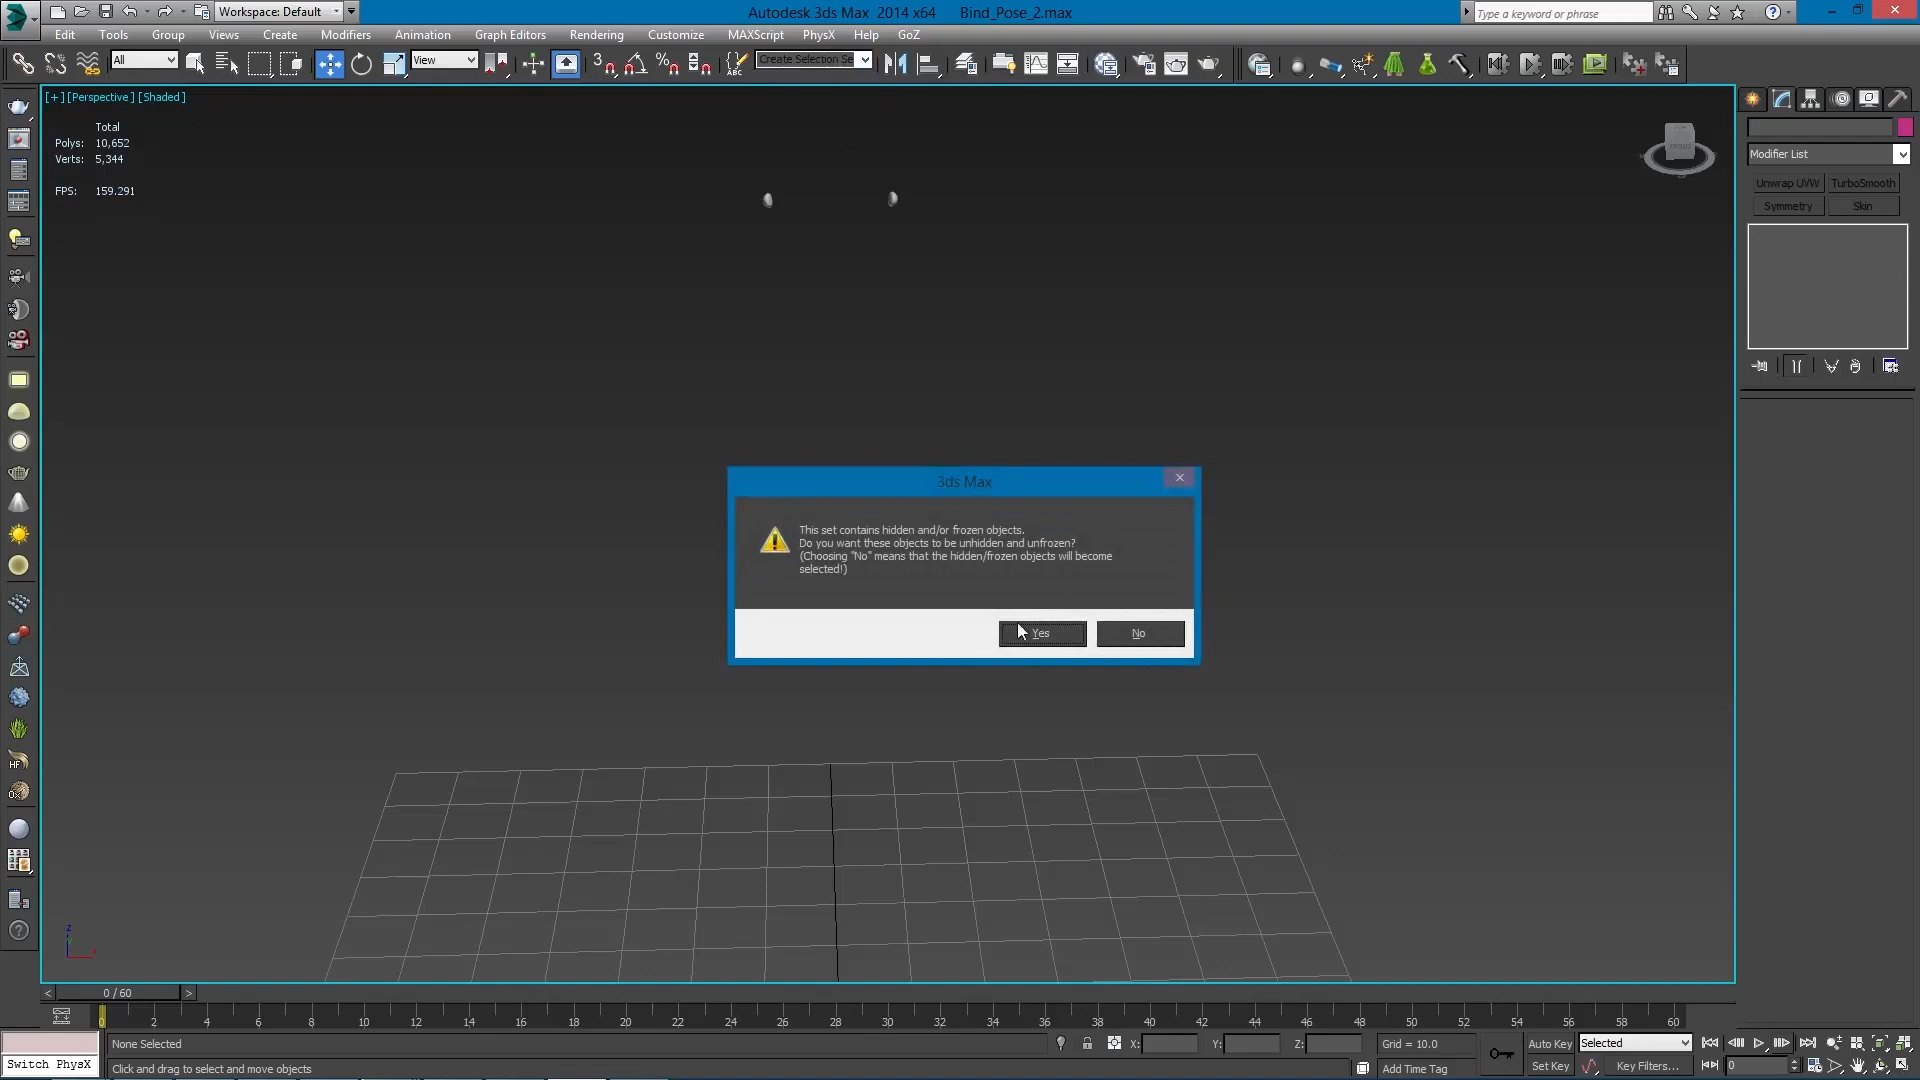 Workspace: Default
Autodesk 3ds Max 2014 x64 Bind_Pose_2.max
Type a keyword or phrase
Edit Tools Group Views Create Modifiers Animation Graph Editors Rendering Customize MAXScript PhysX Help GoZ
All
View
3
Create Selection Se
[+] [Perspective] [Shaded]
Total
Polys: 10,652
Verts: 5,344
FPS: 159.291
FRONT
Modifier List
Unwrap UVW TurboSmooth
Symmetry Skin
3ds Max
This set contains hidden and/or frozen objects.
Do you want these objects to be unhidden and unfrozen?
(Choosing "No" means that the hidden/frozen objects will become
selected!)
Yes No
HF
z
x
< 0 / 60 >
0 2 4 6 8 10 12 14 16 18 20 22 24 26 28 30 32 34 36 38 40 42 44 46 48 50 52 54 56 58 60
None Selected X: Y: Z: Grid = 10.0 Auto Key Selected
Switch PhysX Click and drag to select and move objects Add Time Tag Set Key Key Filters... 0